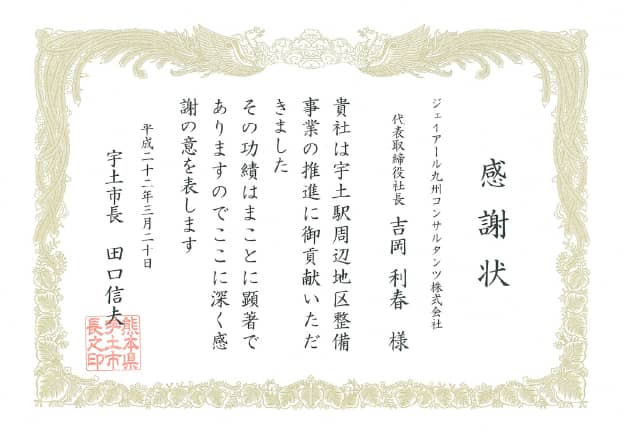 感謝状
ジェイアール九州コンサルタンツ株式会社
代表取締役社長 吉岡利春 様
貴社は宇土駅周辺地区整備
事業の推進に御貢献いただ
きました
その功績はまことに顕著で
ありますのでここに深く感
謝の意を表します
平成二十二年三月二十日
宇土市長 田口信夫
熊本県
宇土市
長之印